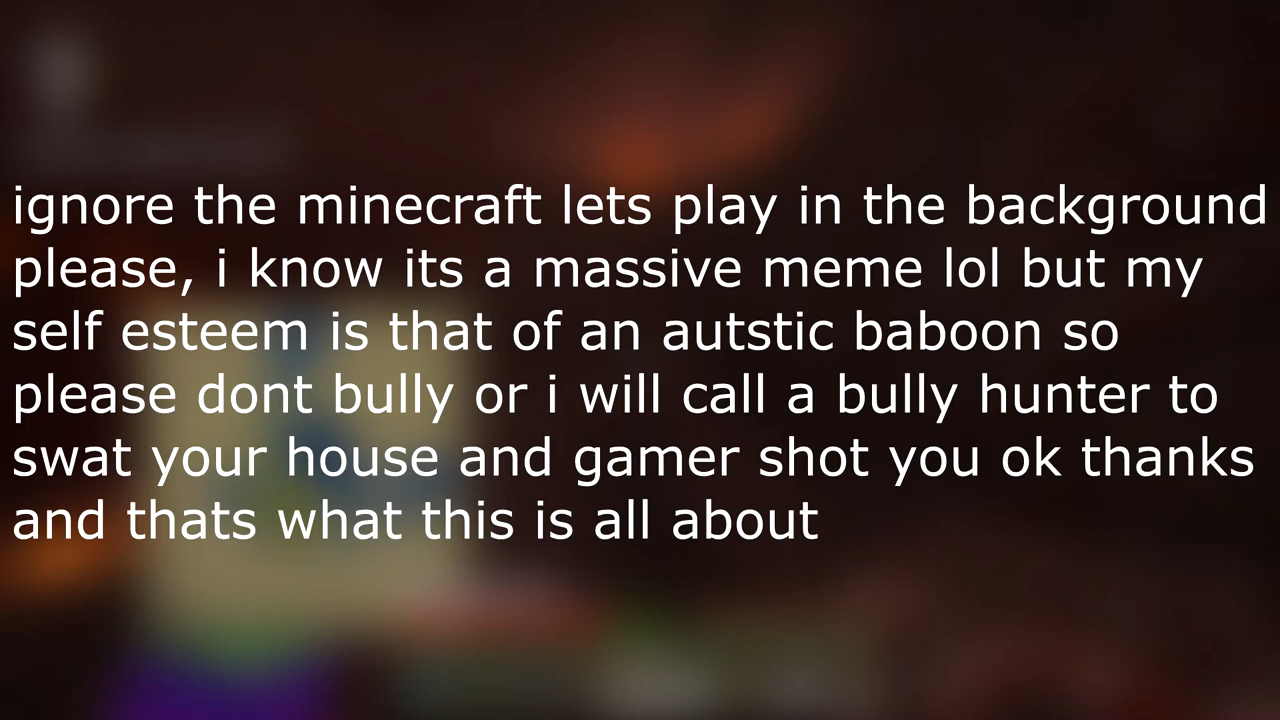 ignore the minecraft lets play in the background
please, i know its a massive meme lol but my
self esteem is that of an autstic baboon so
please dont bully or i will call a bully hunter to
swat your house and gamer shot you ok thanks
and thats what this is all about